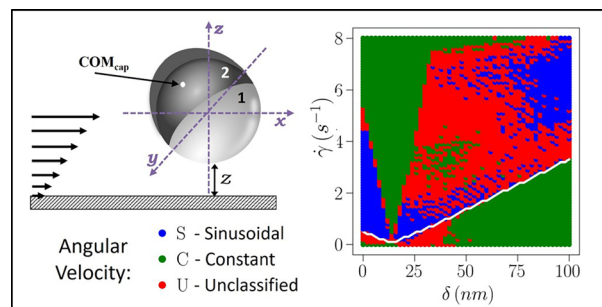 z
COM_cap
2
1
x
y
z
Angular
Velocity:
S - Sinusoidal
C - Constant
U - Unclassified
8
6
4
2
0
γ̇ (s⁻¹)
0 25 50 75 100
δ (nm)